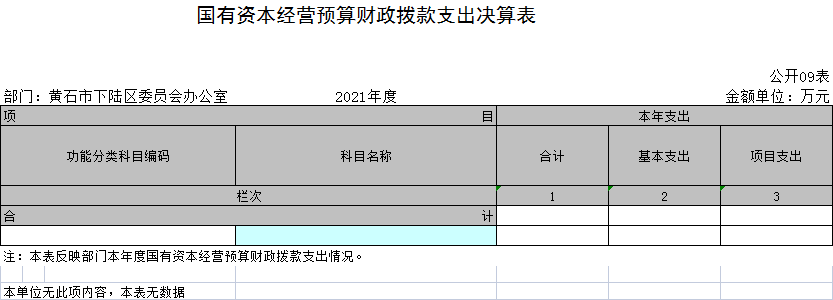 国有资本经营预算财政拨款支出决算表
公开09表
部门：黄石市下陆区委员会办公室 2021年度 金额单位：万元
项 目 本年支出
功能分类科目编码 科目名称 合计 基本支出 项目支出
栏次 1 2 3
合 计
注：本表反映部门本年度国有资本经营预算财政拨款支出情况。
本单位无此项内容，本表无数据